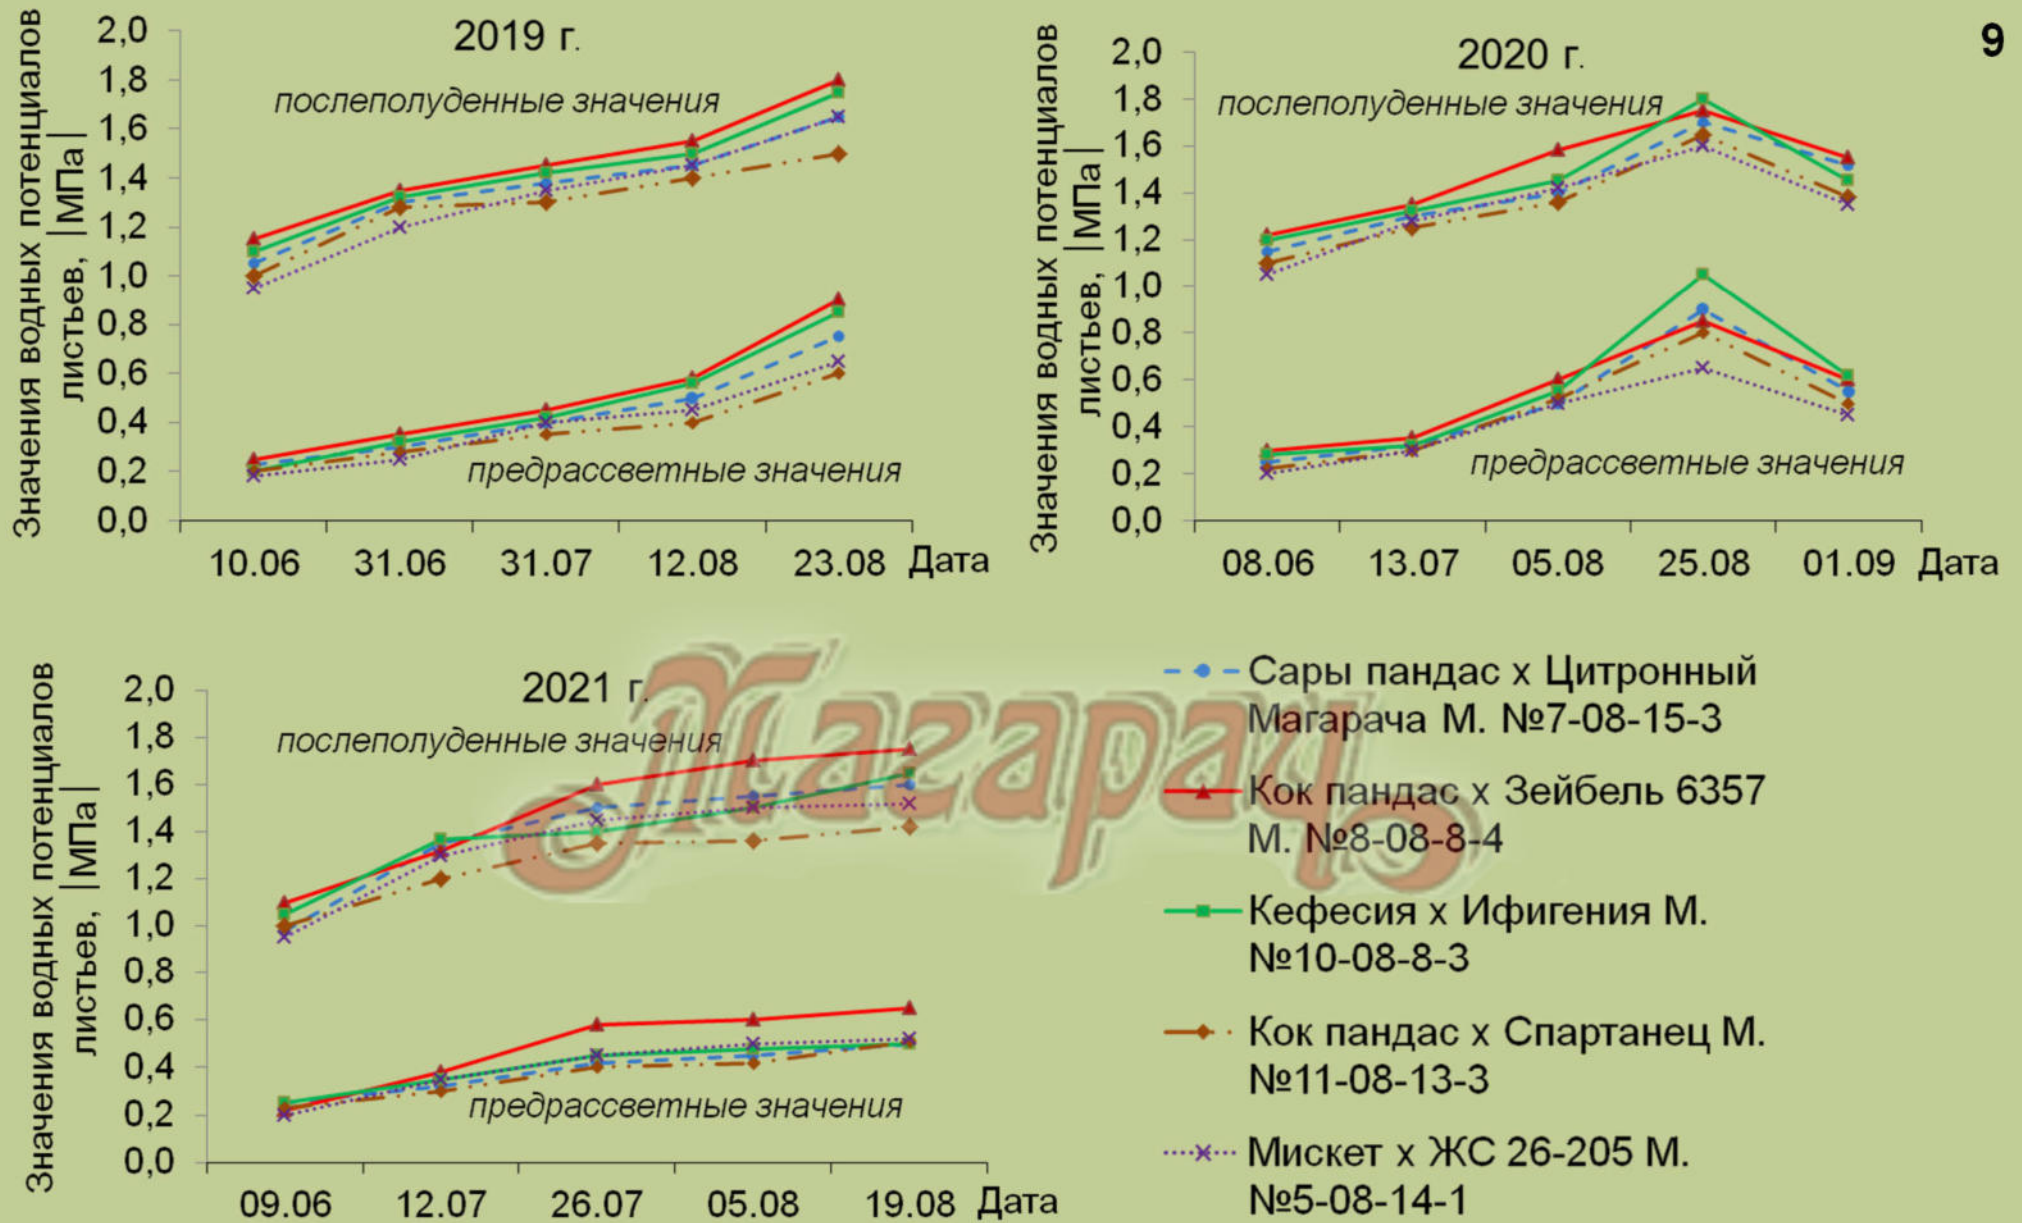 9
2019 г.
Значения водных потенциалов
листьев, |МПа|
послеполуденные значения
предрассветные значения
2,0
1,8
1,6
1,4
1,2
1,0
0,8
0,6
0,4
0,2
0,0
10.06 31.06 31.07 12.08 23.08 Дата
2020 г.
Значения водных потенциалов
листьев, |МПа|
послеполуденные значения
предрассветные значения
2,0
1,8
1,6
1,4
1,2
1,0
0,8
0,6
0,4
0,2
0,0
08.06 13.07 05.08 25.08 01.09 Дата
2021 г.
Значения водных потенциалов
листьев, |МПа|
послеполуденные значения
предрассветные значения
2,0
1,8
1,6
1,4
1,2
1,0
0,8
0,6
0,4
0,2
0,0
09.06 12.07 26.07 05.08 19.08 Дата
Магарач
Сары пандас х Цитронный
Магарача М. №7-08-15-3
Кок пандас х Зейбель 6357
М. №8-08-8-4
Кефесия х Ифигения М.
№10-08-8-3
Кок пандас х Спартанец М.
№11-08-13-3
Мискет х ЖС 26-205 М.
№5-08-14-1